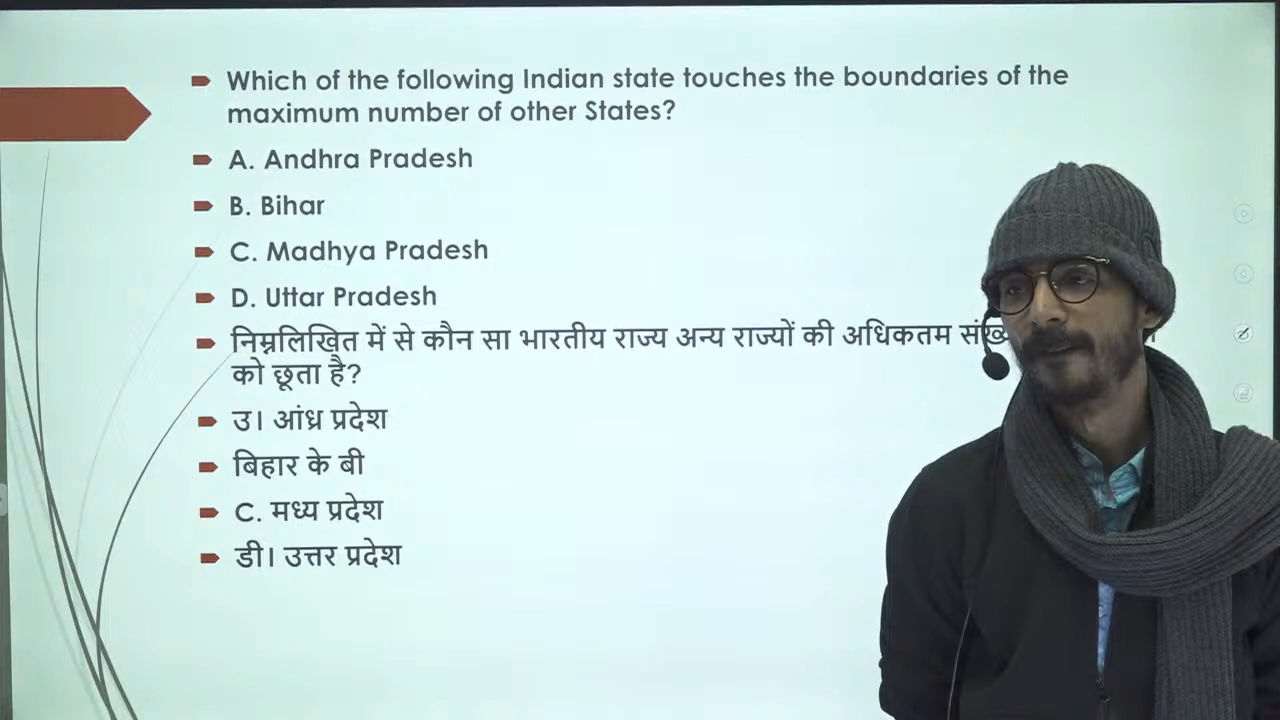 Which of the following Indian state touches the boundaries of the
maximum number of other States?
A. Andhra Pradesh
B. Bihar
C. Madhya Pradesh
D. Uttar Pradesh
निम्नलिखित में से कौन सा भारतीय राज्य अन्य राज्यों की अधिकतम
को छूता है?
उ। आंध्र प्रदेश
बिहार के बी
C. मध्य प्रदेश
डी। उत्तर प्रदेश